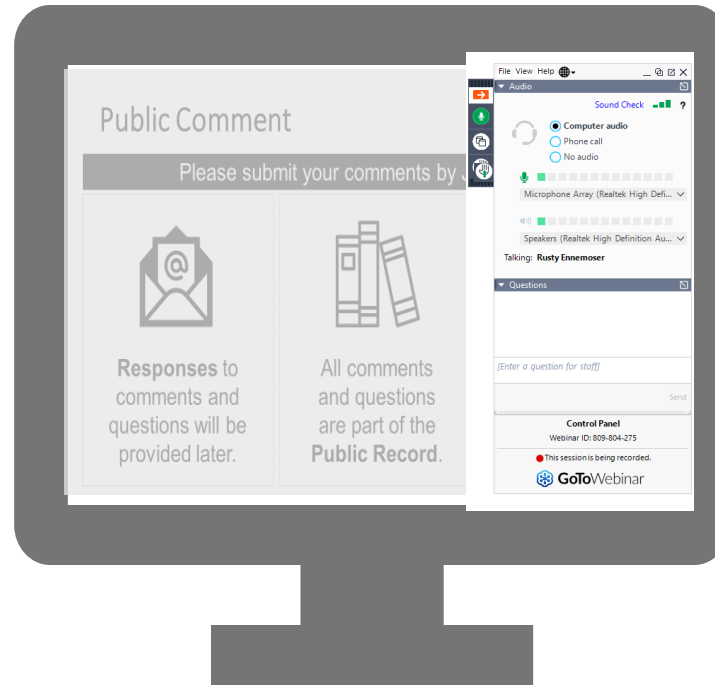 Public Comment
Please submit your comments by
Responses to
comments and
questions will be
provided later.
All comments
and questions
are part of the
Public Record.
File View Help
Audio
Sound Check ?
Computer audio
Phone call
No audio
Microphone Array (Realtek High Defi...
Speakers (Realtek High Definition Au...
Talking: Rusty Ennemoser
Questions
[Enter a question for staff]
Send
Control Panel
Webinar ID: 809-804-275
This session is being recorded.
GoToWebinar